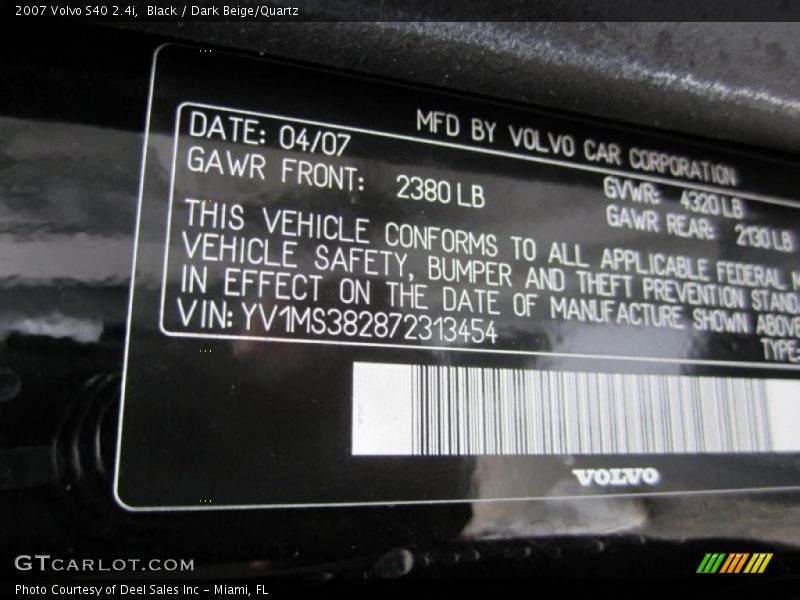 2007 Volvo S40 2.4i, Black / Dark Beige/Quartz
MFD BY VOLVO CAR CORPORATION
DATE: 04/07
GAWR FRONT: 2380 LB GVWR: 4320 LB
GAWR REAR: 2130 LB
THIS VEHICLE CONFORMS TO ALL APPLICABLE FEDERAL
VEHICLE SAFETY, BUMPER AND THEFT PREVENTION
IN EFFECT ON THE DATE OF MANUFACTURE SHOWN ABOVE
VIN: YV1MS382872313454 TYPE:
VOLVO
GTCARLOT.COM
Photo Courtesy of Deel Sales Inc - Miami, FL